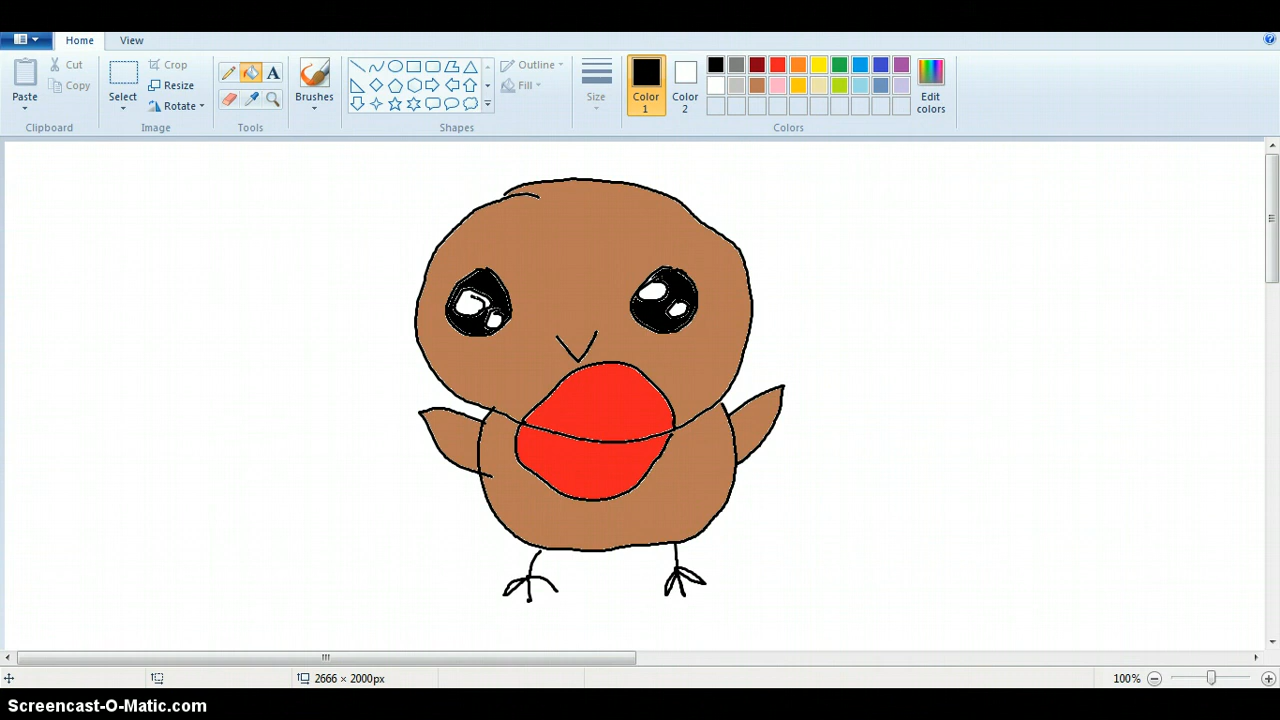 Home View
Cut
Copy
Paste
Clipboard
Crop
Resize
Rotate
Select
Image
A
Tools
Brushes
Outline
Fill
Shapes
Size
Color 1
Color 2
Edit colors
Colors
2666 × 2000px
100%
Screencast-O-Matic.com